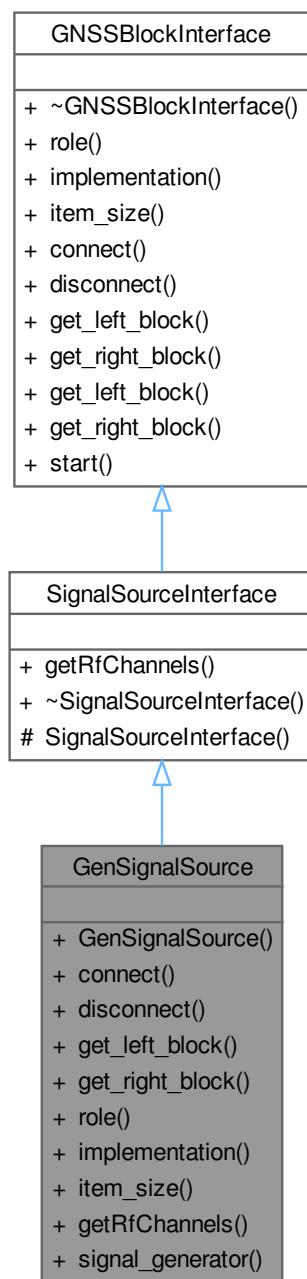 GNSSBlockInterface
+ ~GNSSBlockInterface()
+ role()
+ implementation()
+ item_size()
+ connect()
+ disconnect()
+ get_left_block()
+ get_right_block()
+ get_left_block()
+ get_right_block()
+ start()
SignalSourceInterface
+ getRfChannels()
+ ~SignalSourceInterface()
# SignalSourceInterface()
GenSignalSource
+ GenSignalSource()
+ connect()
+ disconnect()
+ get_left_block()
+ get_right_block()
+ role()
+ implementation()
+ item_size()
+ getRfChannels()
+ signal_generator()